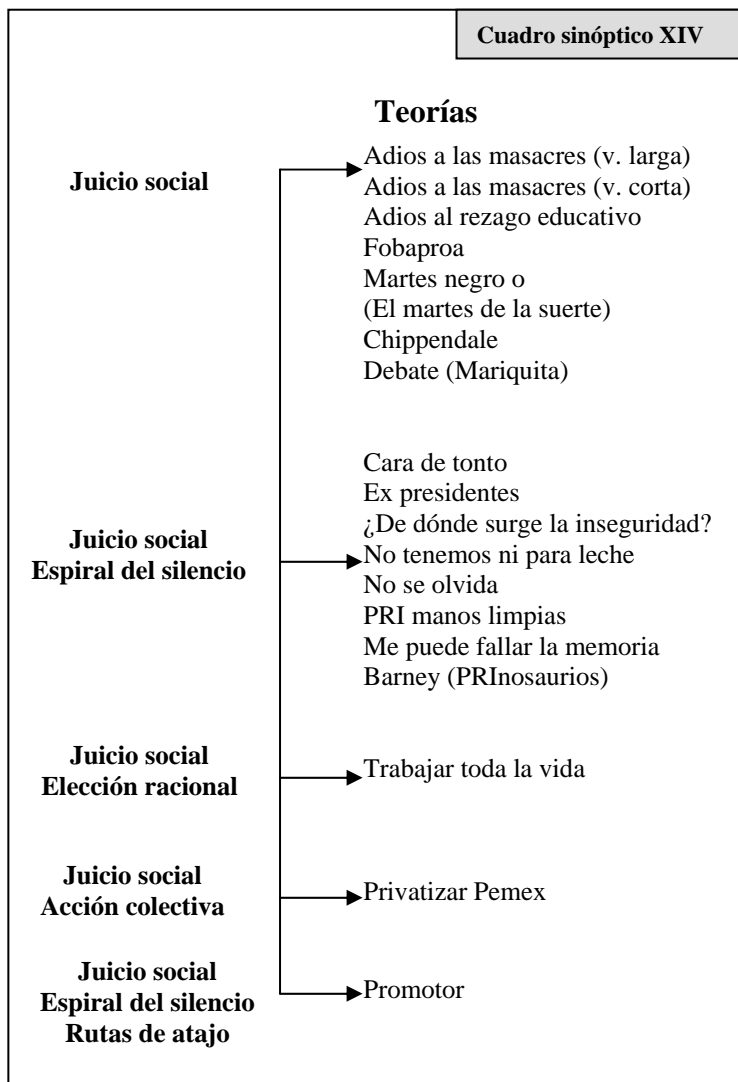 Cuadro sinóptico XIV
Teorías
Juicio social
Adios a las masacres (v. larga)
Adios a las masacres (v. corta)
Adios al rezago educativo
Fobaproa
Martes negro o
(El martes de la suerte)
Chippendale
Debate (Mariquita)
Juicio social
Espiral del silencio
Cara de tonto
Ex presidentes
¿De dónde surge la inseguridad?
No tenemos ni para leche
No se olvida
PRI manos limpias
Me puede fallar la memoria
Barney (PRInosaurios)
Juicio social
Elección racional
Trabajar toda la vida
Juicio social
Acción colectiva
Privatizar Pemex
Juicio social
Espiral del silencio
Rutas de atajo
Promotor